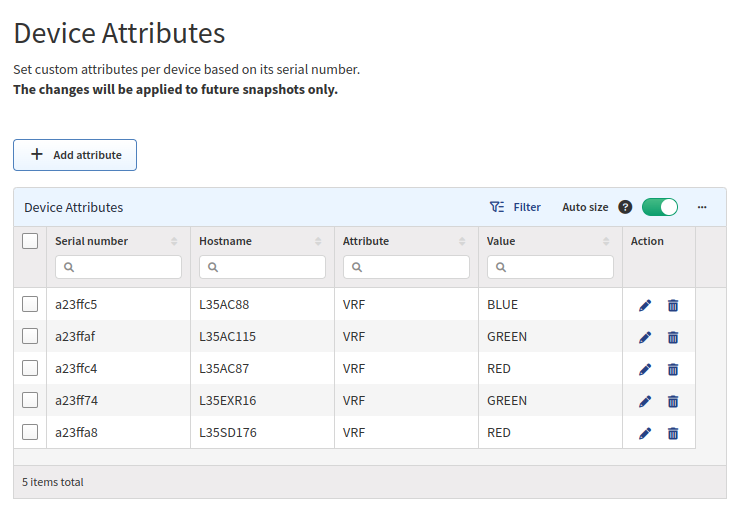 Device Attributes
Set custom attributes per device based on its serial number.
The changes will be applied to future snapshots only.
+ Add attribute
Device Attributes Filter Auto size ? ...
Serial number Hostname Attribute Value Action
a23ffc5 L35AC88 VRF BLUE
a23ffaf L35AC115 VRF GREEN
a23ffc4 L35AC87 VRF RED
a23ff74 L35EXR16 VRF GREEN
a23ffa8 L35SD176 VRF RED
5 items total